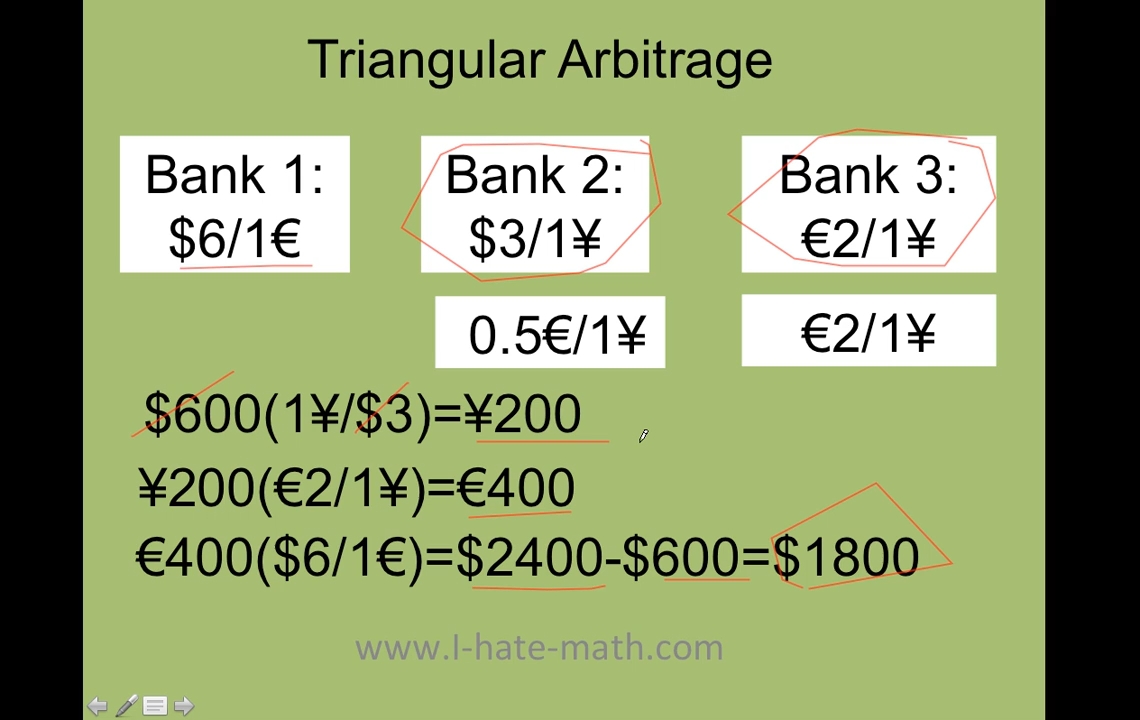 Triangular Arbitrage
Bank 1:
$6/1€
Bank 2:
$3/1¥
Bank 3:
€2/1¥
0.5€/1¥
€2/1¥
$600(1¥/$3)=¥200
¥200(€2/1¥)=€400
€400($6/1€)=$2400-$600=$1800
www.I-hate-math.com